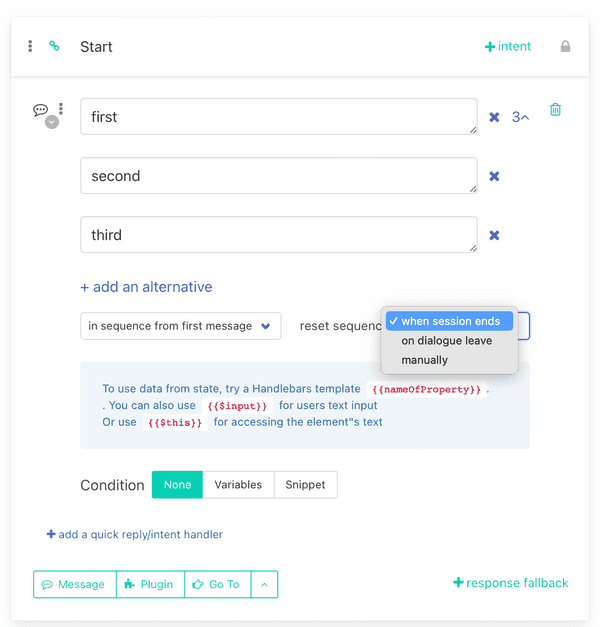 Start
+ intent
first
3
second
third
+ add an alternative
in sequence from first message
reset sequenc
✓ when session ends
on dialogue leave
manually
To use data from state, try a Handlebars template {{nameOfProperty}} .
. You can also use {{$input}} for users text input
Or use {{$this}} for accessing the element"s text
Condition
None
Variables
Snippet
+ add a quick reply/intent handler
Message
Plugin
Go To
+ response fallback